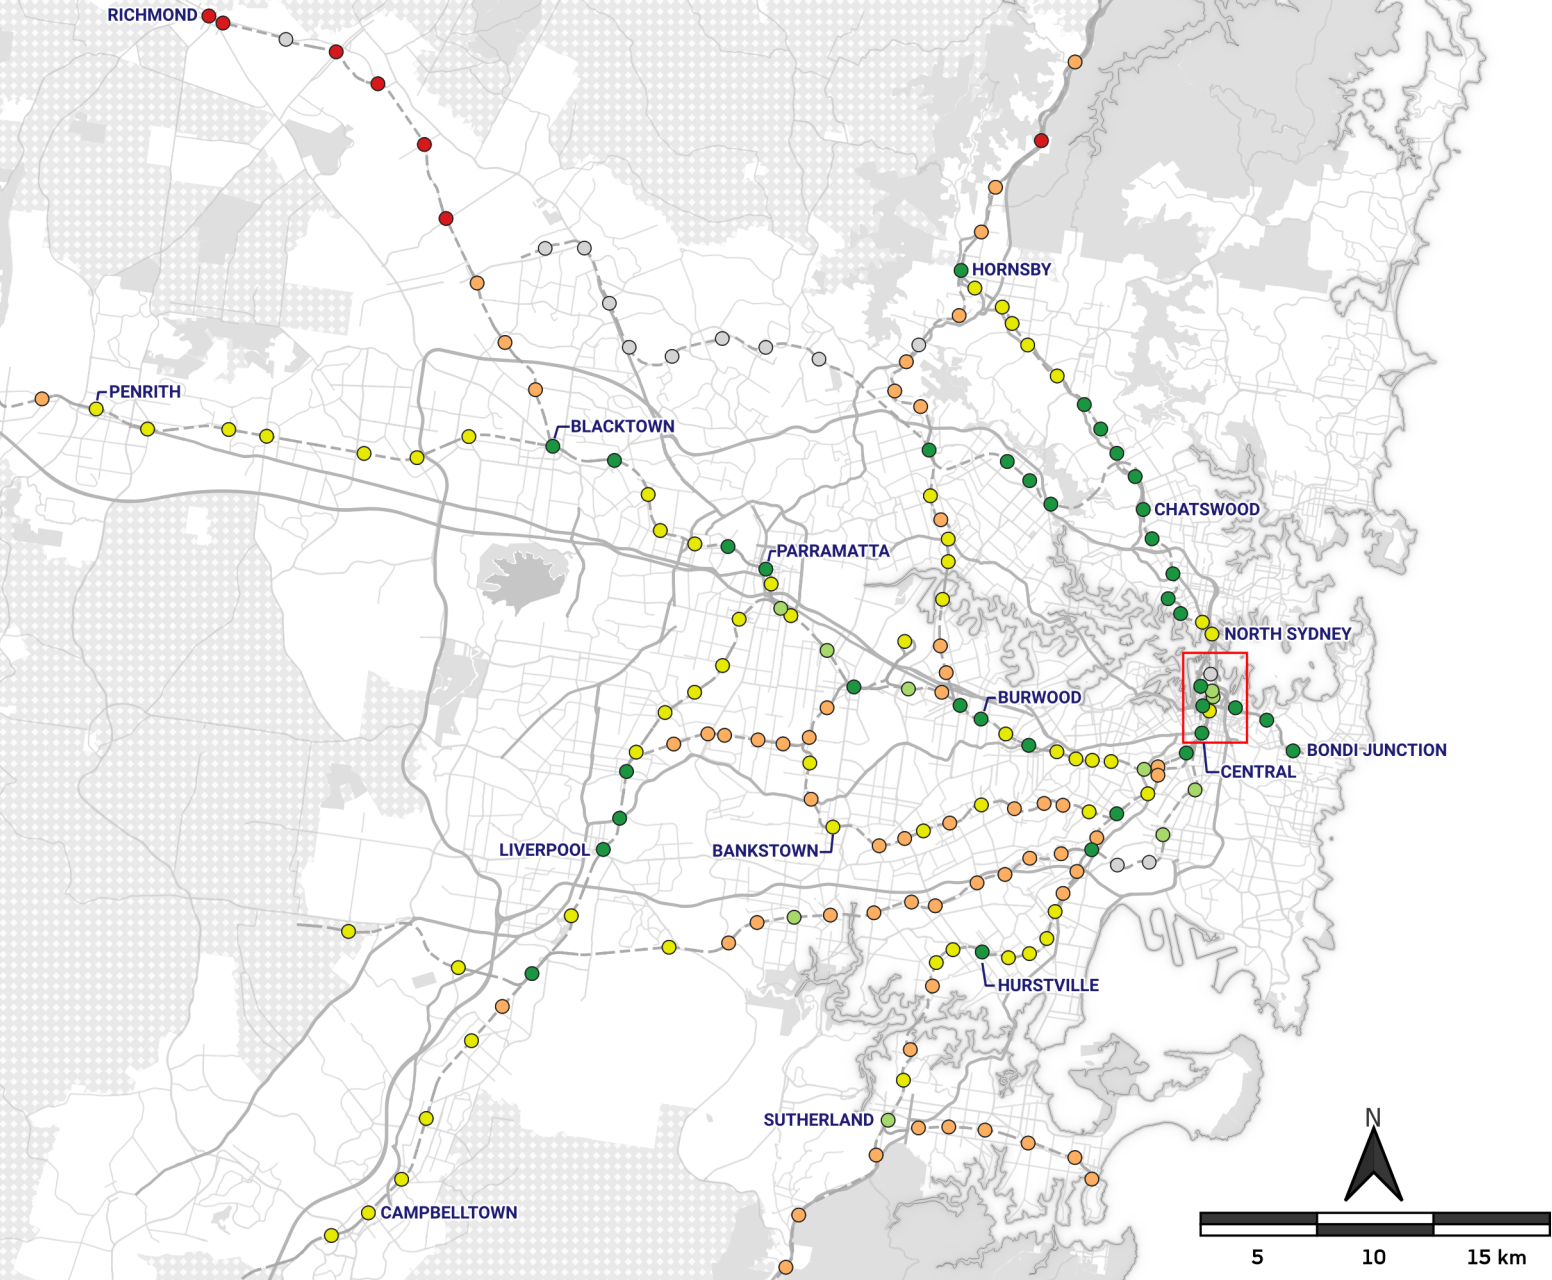 RICHMOND
HORNSBY
PENRITH
BLACKTOWN
CHATSWOOD
PARRAMATTA
NORTH SYDNEY
BURWOOD
BONDI JUNCTION
CENTRAL
LIVERPOOL
BANKSTOWN
HURSTVILLE
SUTHERLAND
N
CAMPBELLTOWN
5 10 15 km